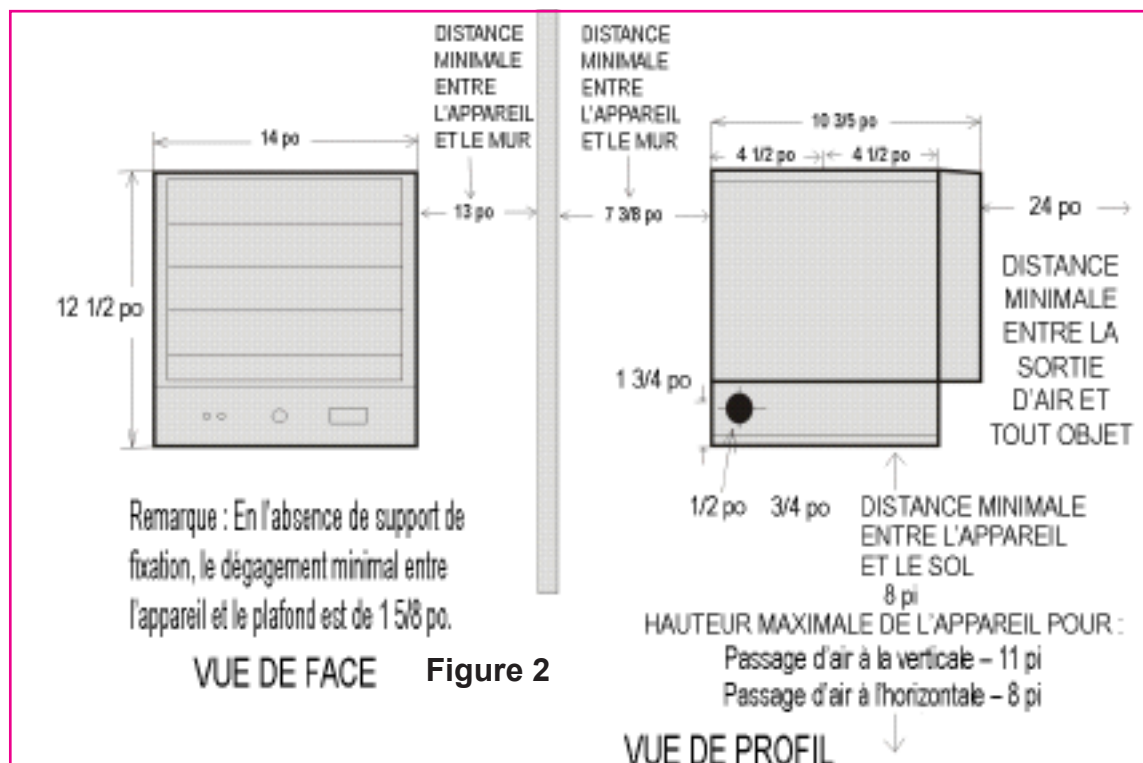 DISTANCE
MINIMALE
ENTRE
L'APPAREIL
ET LE MUR
DISTANCE
MINIMALE
ENTRE
L'APPAREIL
ET LE MUR
14 po
13 po
12 1/2 po
7 3/8 po
10 3/5 po
4 1/2 po
4 1/2 po
24 po
DISTANCE
MINIMALE
ENTRE LA
SORTIE
D'AIR ET
TOUT OBJET
1 3/4 po
1/2 po
3/4 po
DISTANCE MINIMALE
ENTRE L'APPAREIL
ET LE SOL
8 pi
HAUTEUR MAXIMALE DE L'APPAREIL POUR :
Passage d'air à la verticale – 11 pi
Passage d'air à l'horizontale – 8 pi
VUE DE PROFIL
Remarque : En l'absence de support de
fixation, le dégagement minimal entre
l'appareil et le plafond est de 1 5/8 po.
VUE DE FACE
Figure 2